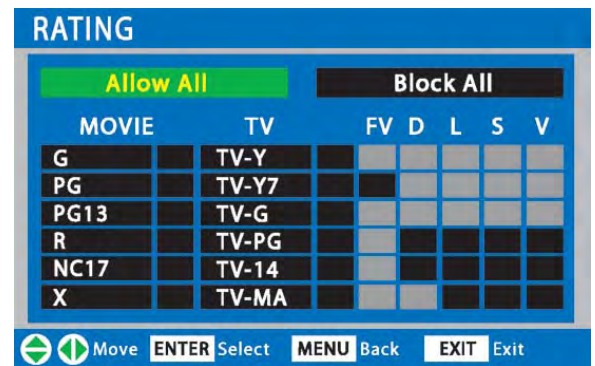 RATING
Allow All Block All
MOVIE TV FV D L S V
G TV-Y
PG TV-Y7
PG13 TV-G
R TV-PG
NC17 TV-14
X TV-MA
Move ENTER Select MENU Back EXIT Exit